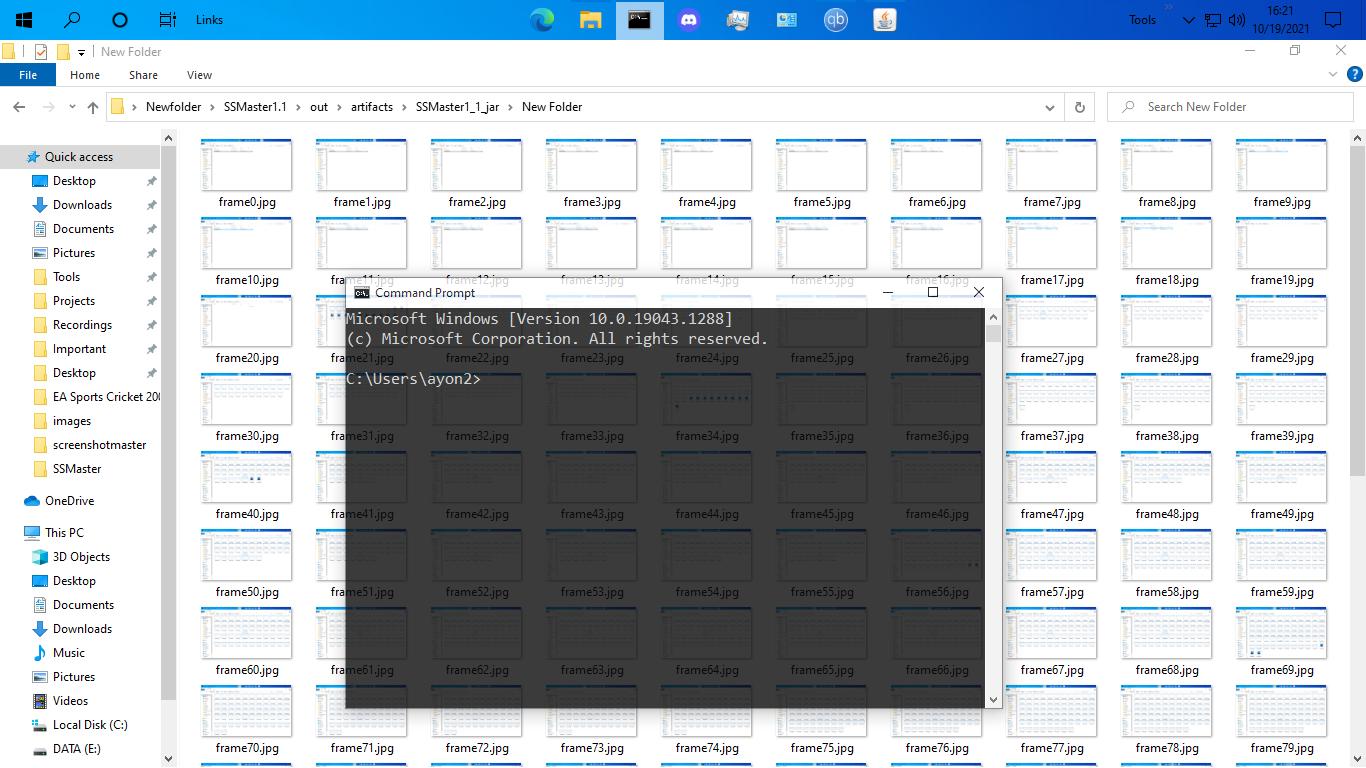 Links
Tools
16:21
10/19/2021
New Folder
File Home Share View
Newfolder SSMaster1.1 out artifacts SSMaster1_1_jar New Folder
Search New Folder
Quick access
Desktop
Downloads
Documents
Pictures
Tools
Projects
Recordings
Important
Desktop
EA Sports Cricket 200
images
screenshotmaster
SSMaster
OneDrive
This PC
3D Objects
Desktop
Documents
Downloads
Music
Pictures
Videos
Local Disk (C:)
DATA (E:)
frame0.jpg frame1.jpg frame2.jpg frame3.jpg frame4.jpg frame5.jpg frame6.jpg frame7.jpg frame8.jpg frame9.jpg
frame10.jpg frame11.jpg frame12.jpg frame13.jpg frame14.jpg frame15.jpg frame16.jpg frame17.jpg frame18.jpg frame19.jpg
frame20.jpg frame21.jpg frame22.jpg frame23.jpg frame24.jpg frame25.jpg frame26.jpg frame27.jpg frame28.jpg frame29.jpg
frame30.jpg frame31.jpg frame32.jpg frame33.jpg frame34.jpg frame35.jpg frame36.jpg frame37.jpg frame38.jpg frame39.jpg
frame40.jpg frame41.jpg frame42.jpg frame43.jpg frame44.jpg frame45.jpg frame46.jpg frame47.jpg frame48.jpg frame49.jpg
frame50.jpg frame51.jpg frame52.jpg frame53.jpg frame54.jpg frame55.jpg frame56.jpg frame57.jpg frame58.jpg frame59.jpg
frame60.jpg frame61.jpg frame62.jpg frame63.jpg frame64.jpg frame65.jpg frame66.jpg frame67.jpg frame68.jpg frame69.jpg
frame70.jpg frame71.jpg frame72.jpg frame73.jpg frame74.jpg frame75.jpg frame76.jpg frame77.jpg frame78.jpg frame79.jpg
Command Prompt
Microsoft Windows [Version 10.0.19043.1288]
(c) Microsoft Corporation. All rights reserved.
C:\Users\ayon2>